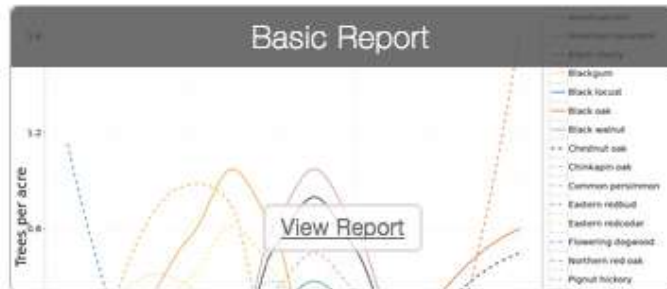 Basic Report
1.2
Trees per acre
0.6
View Report
Blackgum
Black locust
Black oak
Black walnut
Chestnut oak
Chinkapin oak
Common persimmon
Eastern redbud
Eastern redcedar
Flowering dogwood
Northern red oak
Pignut hickory